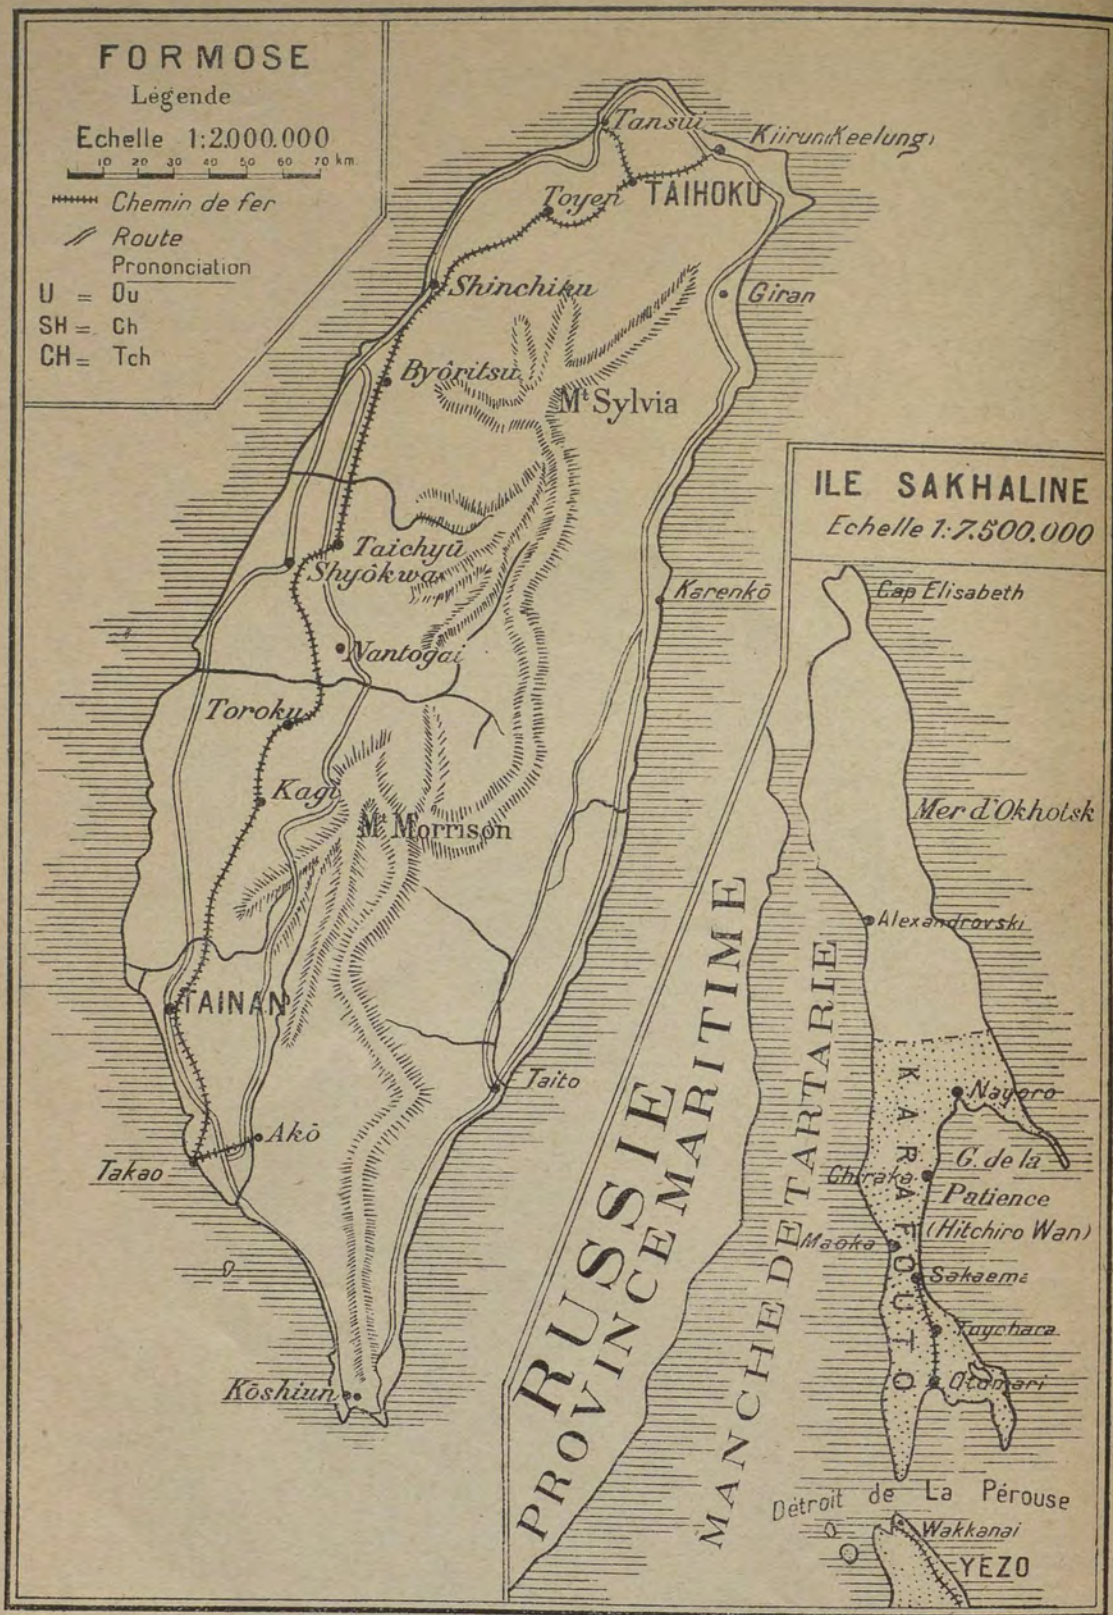 FORMOSE
Légende
Echelle 1:2.000.000
10 20 30 40 50 60 70 km
Chemin de fer
Route
Prononciation
U = Ou
SH = Ch
CH = Tch
Tansui
Kiirun(Keelung)
Toyen
TAIHOKU
Shinchiku
Giran
Byôritsu
Mt Sylvia
Taichyû
Shyôkwa
Karenkō
Nantogai
Toroku
Kagi
Mt Morrison
TAINAN
Taito
Akō
Takao
Kōshiun
ILE SAKHALINE
Echelle 1:7.500.000
Cap Elisabeth
Mer d'Okhotsk
Alexandrovski
KARAFOUTO
Nayoro
G. de la
Patience
(Hitchiro Wan)
Chiraka
Maoka
Sakaema
Toychara
Otomari
RUSSIE
PROVINCE MARITIME
MANCHE DE TARTARIE
Détroit de La Pérouse
Wakkanai
YEZO